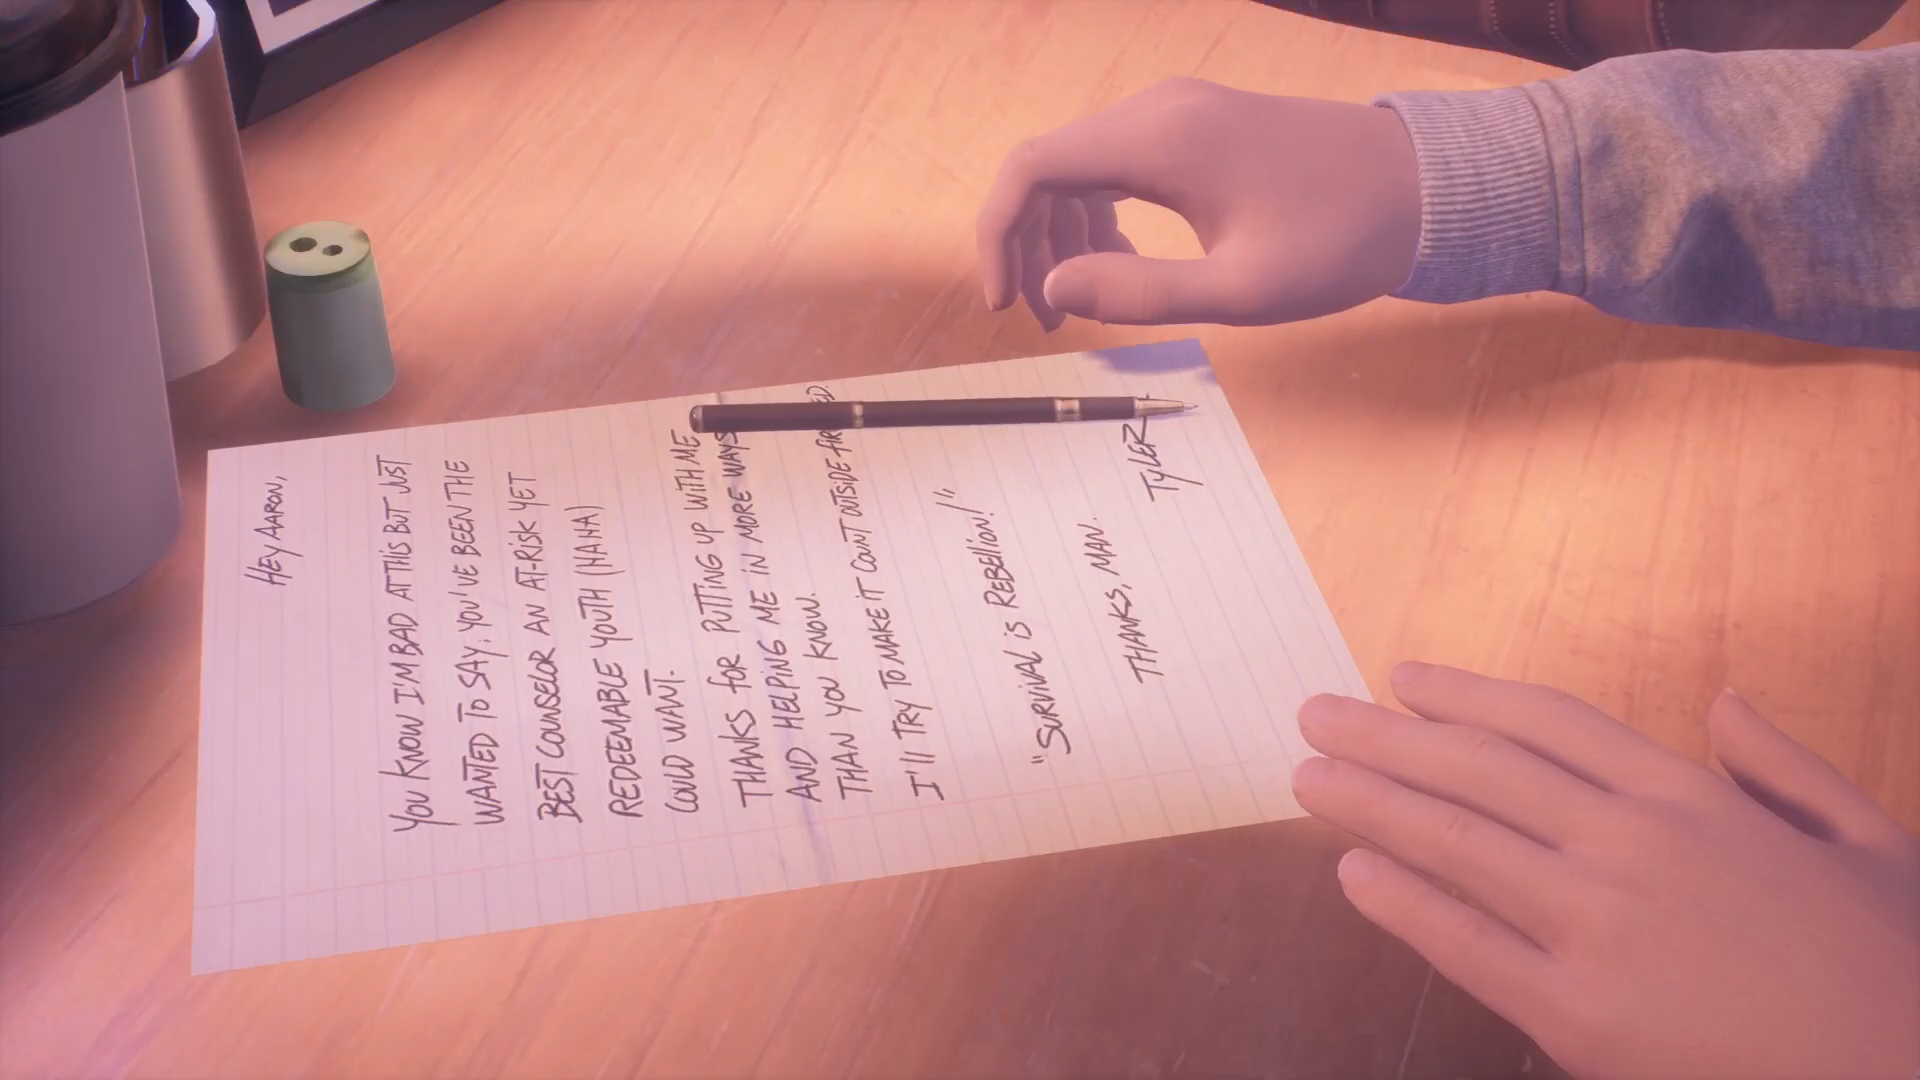 HEY AARON,
YOU KNOW I'M BAD AT THIS BUT JUST
WANTED TO SAY: YOU'VE BEEN THE
BEST COUNSELOR AN AT-RISK YET
REDEEMABLE YOUTH (HAHA)
COULD WANT.
THANKS FOR PUTTING UP WITH ME
AND HELPING ME IN MORE WAYS
THAN YOU KNOW.
I'LL TRY TO MAKE IT COUNT OUTSIDE
"SURVIVAL IS REBELLION!"
THANKS, MAN.
TYLER